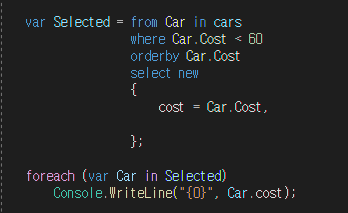 var Selected = from Car in cars
where Car.Cost < 60
orderby Car.Cost
select new
{
cost = Car.Cost,
};
foreach (var Car in Selected)
Console.WriteLine("{0}", Car.cost);